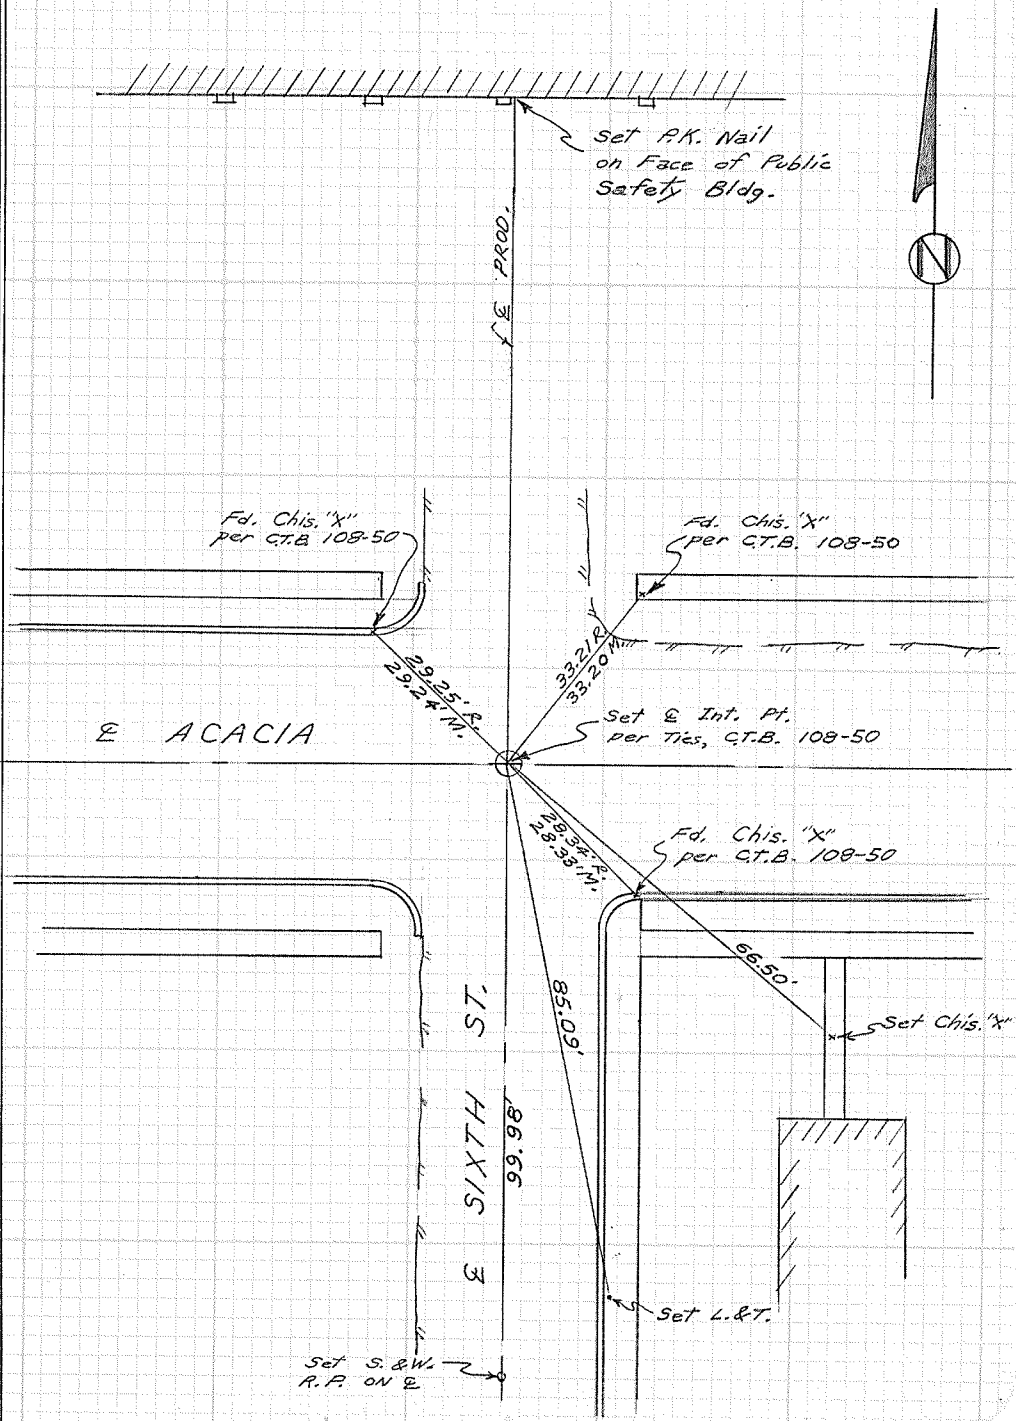 Set P.K. Nail
on Face of Public
Safety Bldg.
N
℄ PROD.
Fd. Chis. "X"
per C.T.B. 108-50
Fd. Chis. "X"
per C.T.B. 108-50
29.25' R.
29.24' M.
33.21 R.
33.20 M.
℄ ACACIA
Set ℄ Int. Pt.
per Ties, C.T.B. 108-50
28.34' R.
28.33' M.
Fd. Chis. "X"
per C.T.B. 108-50
66.50'
85.09'
Set Chis. "X"
℄ SIXTH ST.
99.98'
Set L.&T.
Set S.&W.
R.P. ON ℄